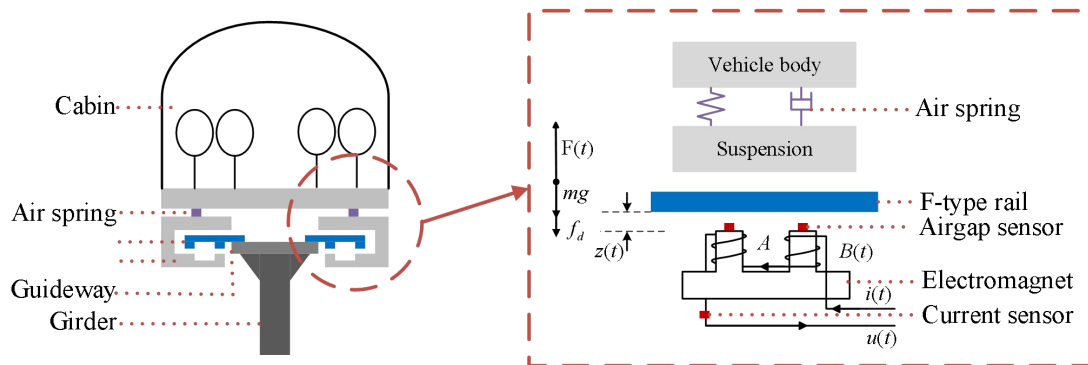 Cabin
Air spring
Guideway
Girder
Vehicle body
Air spring
Suspension
F(t)
mg
f_d
z(t)
F-type rail
Airgap sensor
A
B(t)
Electromagnet
i(t)
Current sensor
u(t)